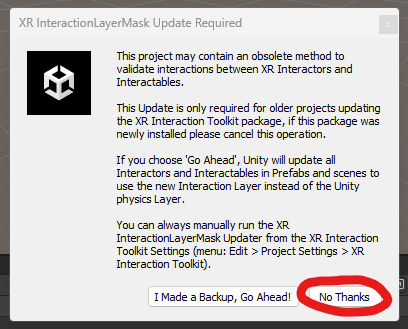 XR InteractionLayerMask Update Required
This project may contain an obsolete method to
validate interactions between XR Interactors and
Interactables.
This Update is only required for older projects updating
the XR Interaction Toolkit package, if this package was
newly installed please cancel this operation.
If you choose 'Go Ahead', Unity will update all
Interactors and Interactables in Prefabs and scenes to
use the new Interaction Layer instead of the Unity
physics Layer.
You can always manually run the XR
InteractionLayerMask Updater from the XR Interaction
Toolkit Settings (menu: Edit > Project Settings > XR
Interaction Toolkit).
I Made a Backup, Go Ahead!
No Thanks